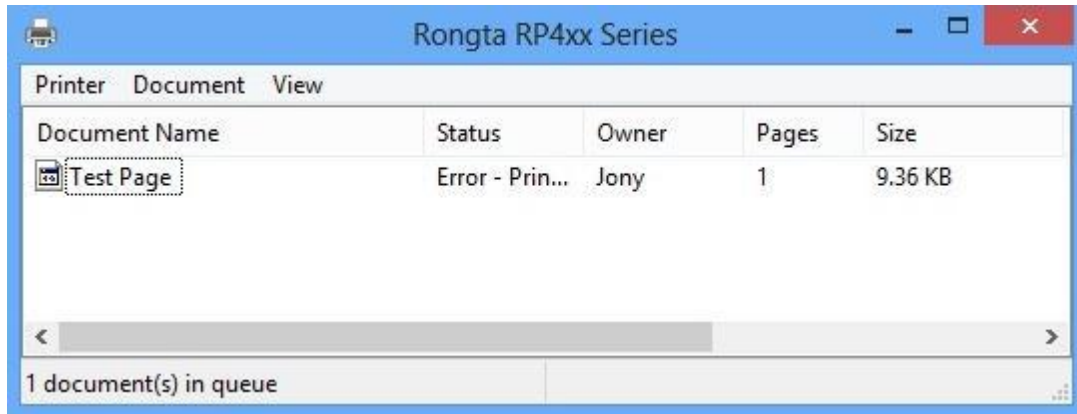 Rongta RP4xx Series
Printer Document View
Document Name Status Owner Pages Size
Test Page Error - Prin... Jony 1 9.36 KB
1 document(s) in queue